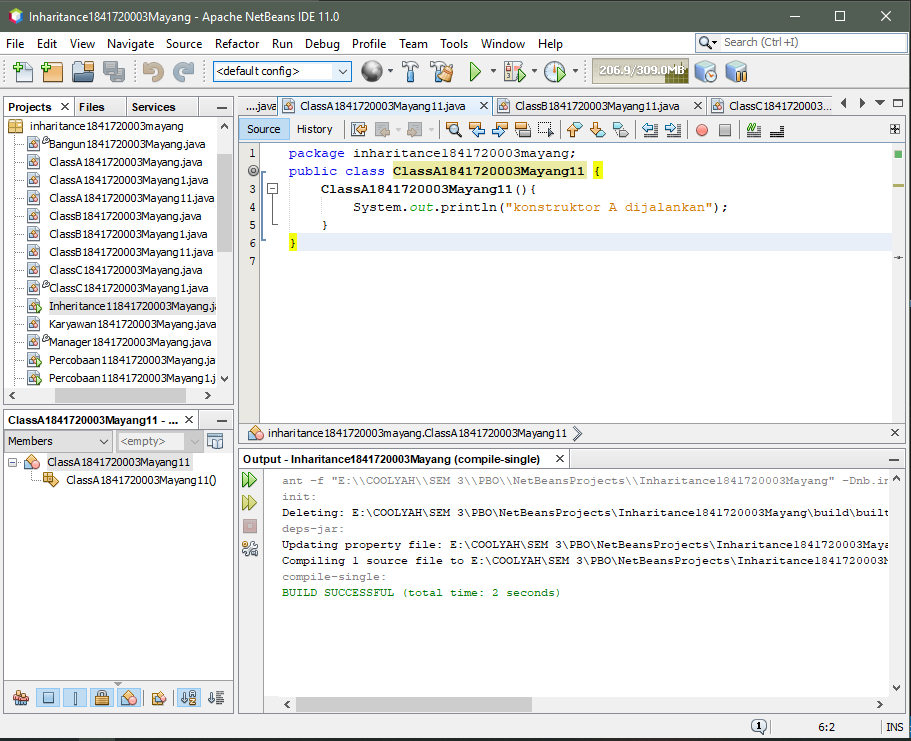 Inharitance1841720003Mayang - Apache NetBeans IDE 11.0
File Edit View Navigate Source Refactor Run Debug Profile Team Tools Window Help
Search (Ctrl+I)
<default config>
206.9/309.0MB
Projects Files Services
inharitance1841720003mayang
Bangun1841720003Mayang.java
ClassA1841720003Mayang.java
ClassA1841720003Mayang1.java
ClassA1841720003Mayang11.java
ClassB1841720003Mayang.java
ClassB1841720003Mayang1.java
ClassB1841720003Mayang11.java
ClassC1841720003Mayang.java
ClassC1841720003Mayang1.java
Inheritance11841720003Mayang.ja
Karyawan1841720003Mayang.java
Manager1841720003Mayang.java
Percobaan11841720003Mayang.ja
Percobaan11841720003Mayang1.j
ClassA1841720003Mayang11 - ...
Members <empty>
ClassA1841720003Mayang11
ClassA1841720003Mayang11()
....java ClassA1841720003Mayang11.java ClassB1841720003Mayang11.java ClassC1841720003...
Source History
1 package inharitance1841720003mayang;
public class ClassA1841720003Mayang11 {
3 ClassA1841720003Mayang11(){
4 System.out.println("konstruktor A dijalankan");
5 }
6 }
7
inharitance1841720003mayang.ClassA1841720003Mayang11
Output - Inharitance1841720003Mayang (compile-single)
ant -f "E:\\COOLYAH\\SEM 3\\PBO\\NetBeansProjects\\Inharitance1841720003Mayang" -Dnb.in
init:
Deleting: E:\COOLYAH\SEM 3\PBO\NetBeansProjects\Inharitance1841720003Mayang\build\built
deps-jar:
Updating property file: E:\COOLYAH\SEM 3\PBO\NetBeansProjects\Inharitance1841720003Maya
Compiling 1 source file to E:\COOLYAH\SEM 3\PBO\NetBeansProjects\Inharitance1841720003M
compile-single:
BUILD SUCCESSFUL (total time: 2 seconds)
1 6:2 INS